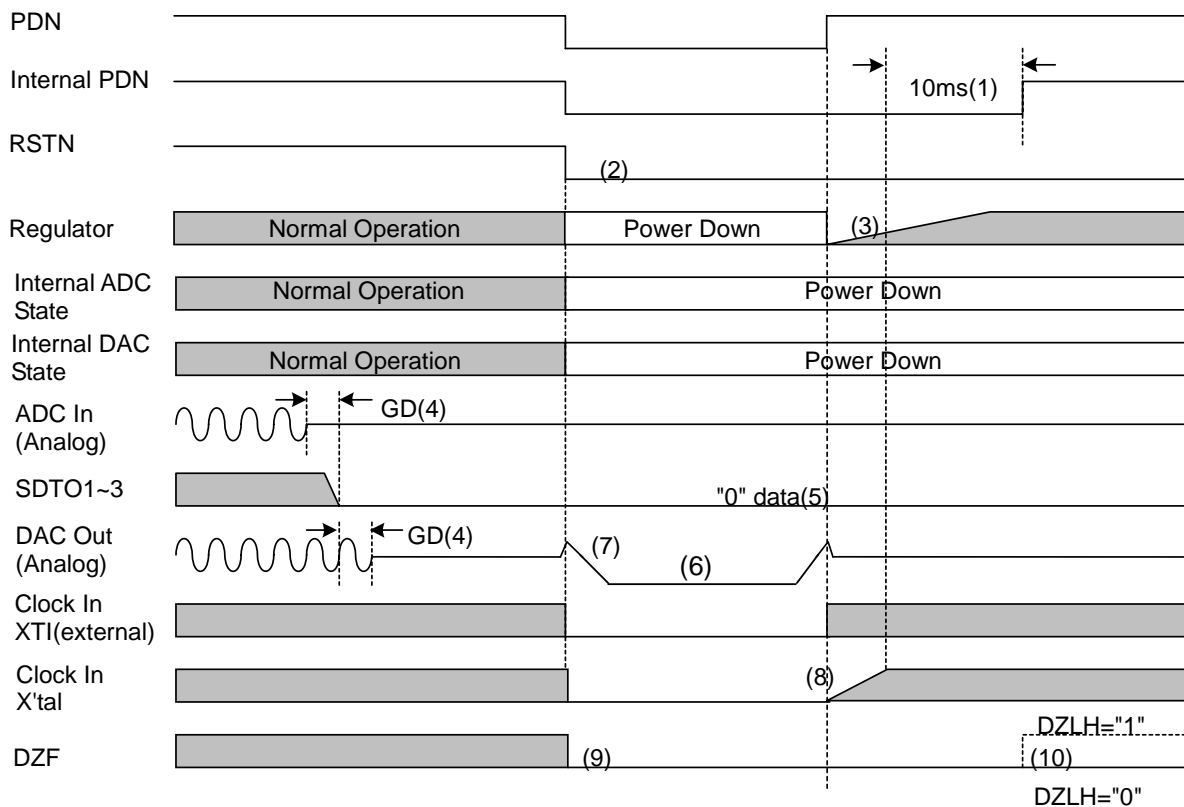 PDN
Internal PDN
10ms(1)
RSTN
(2)
Regulator
Normal Operation
Power Down
(3)
Internal ADC
State
Normal Operation
Power Down
Internal DAC
State
Normal Operation
Power Down
ADC In
(Analog)
GD(4)
SDTO1~3
"0" data(5)
DAC Out
(Analog)
GD(4)
(7)
(6)
Clock In
XTI(external)
Clock In
X'tal
(8)
DZF
(9)
DZLH="1"
(10)
DZLH="0"